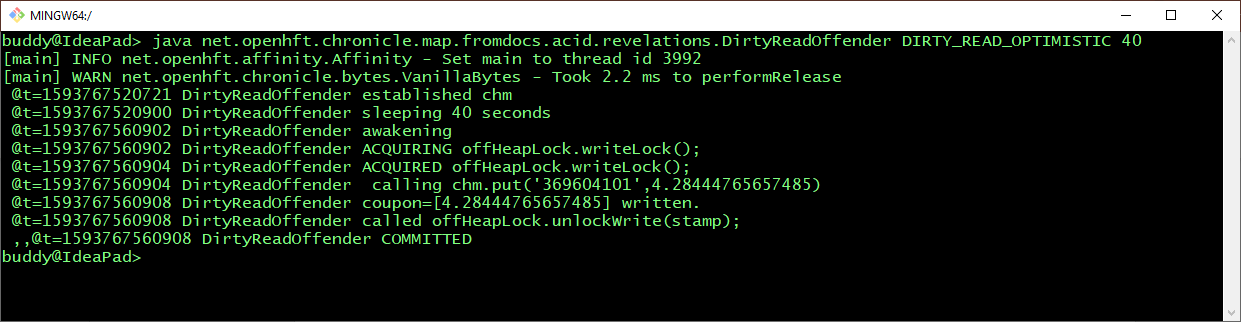 MINGW64:/
buddy@IdeaPad> java net.openhft.chronicle.map.fromdocs.acid.revelations.DirtyReadOffender DIRTY_READ_OPTIMISTIC 40
[main] INFO net.openhft.affinity.Affinity - Set main to thread id 3992
[main] WARN net.openhft.chronicle.bytes.VanillaBytes - Took 2.2 ms to performRelease
 @t=1593767520721 DirtyReadOffender established chm
 @t=1593767520900 DirtyReadOffender sleeping 40 seconds
 @t=1593767560902 DirtyReadOffender awakening
 @t=1593767560902 DirtyReadOffender ACQUIRING offHeapLock.writeLock();
 @t=1593767560904 DirtyReadOffender ACQUIRED offHeapLock.writeLock();
 @t=1593767560904 DirtyReadOffender  calling chm.put('369604101',4.28444765657485)
 @t=1593767560908 DirtyReadOffender coupon=[4.28444765657485] written.
 @t=1593767560908 DirtyReadOffender called offHeapLock.unlockWrite(stamp);
 ,,@t=1593767560908 DirtyReadOffender COMMITTED
buddy@IdeaPad>